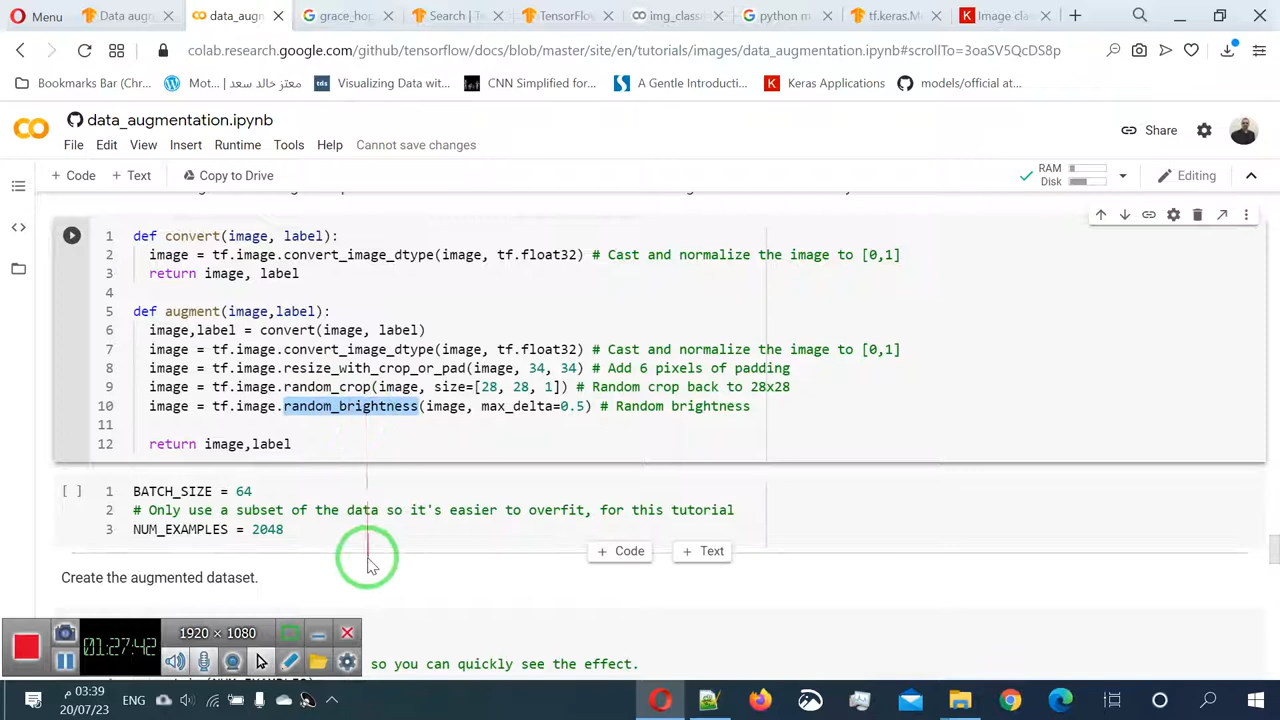 Menu
Data aug
data_aug
grace_ho
Search | T
TensorFlo
img_class
python m
tf.keras.M
Image cla
colab.research.google.com/github/tensorflow/docs/blob/master/site/en/tutorials/images/data_augmentation.ipynb#scrollTo=3oaSV5QcDS8p
Bookmarks Bar (Chr...
Mot... | معتز خالد سعد
Visualizing Data wit...
CNN Simplified for...
A Gentle Introducti...
Keras Applications
models/official at...
data_augmentation.ipynb
File Edit View Insert Runtime Tools Help Cannot save changes
Share
+ Code + Text Copy to Drive
RAM
Disk
Editing
1 def convert(image, label):
2 image = tf.image.convert_image_dtype(image, tf.float32) # Cast and normalize the image to [0,1]
3 return image, label
4
5 def augment(image,label):
6 image,label = convert(image, label)
7 image = tf.image.convert_image_dtype(image, tf.float32) # Cast and normalize the image to [0,1]
8 image = tf.image.resize_with_crop_or_pad(image, 34, 34) # Add 6 pixels of padding
9 image = tf.image.random_crop(image, size=[28, 28, 1]) # Random crop back to 28x28
10 image = tf.image.random_brightness(image, max_delta=0.5) # Random brightness
11
12 return image,label
[ ] 1 BATCH_SIZE = 64
2 # Only use a subset of the data so it's easier to overfit, for this tutorial
3 NUM_EXAMPLES = 2048
+ Code + Text
Create the augmented dataset.
01:27:42
1920 × 1080
so you can quickly see the effect.
ENG
03:39 م
20/07/23